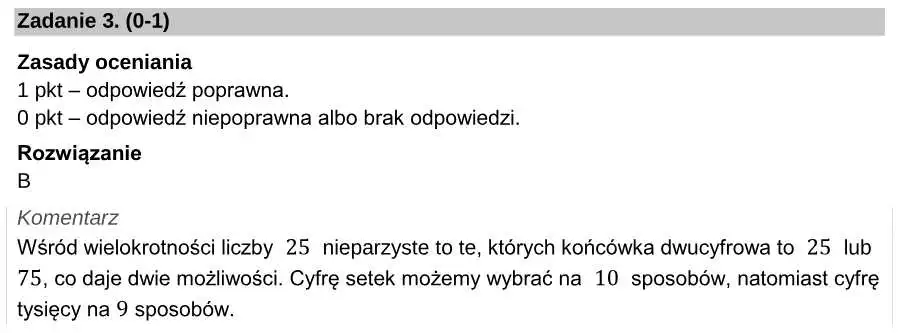 Zadanie 3. (0-1)
Zasady oceniania
1 pkt – odpowiedź poprawna.
0 pkt – odpowiedź niepoprawna albo brak odpowiedzi.
Rozwiązanie
B
Komentarz
Wśród wielokrotności liczby 25 nieparzyste to te, których końcówka dwucyfrowa to 25 lub
75, co daje dwie możliwości. Cyfrę setek możemy wybrać na 10 sposobów, natomiast cyfrę
tysięcy na 9 sposobów.